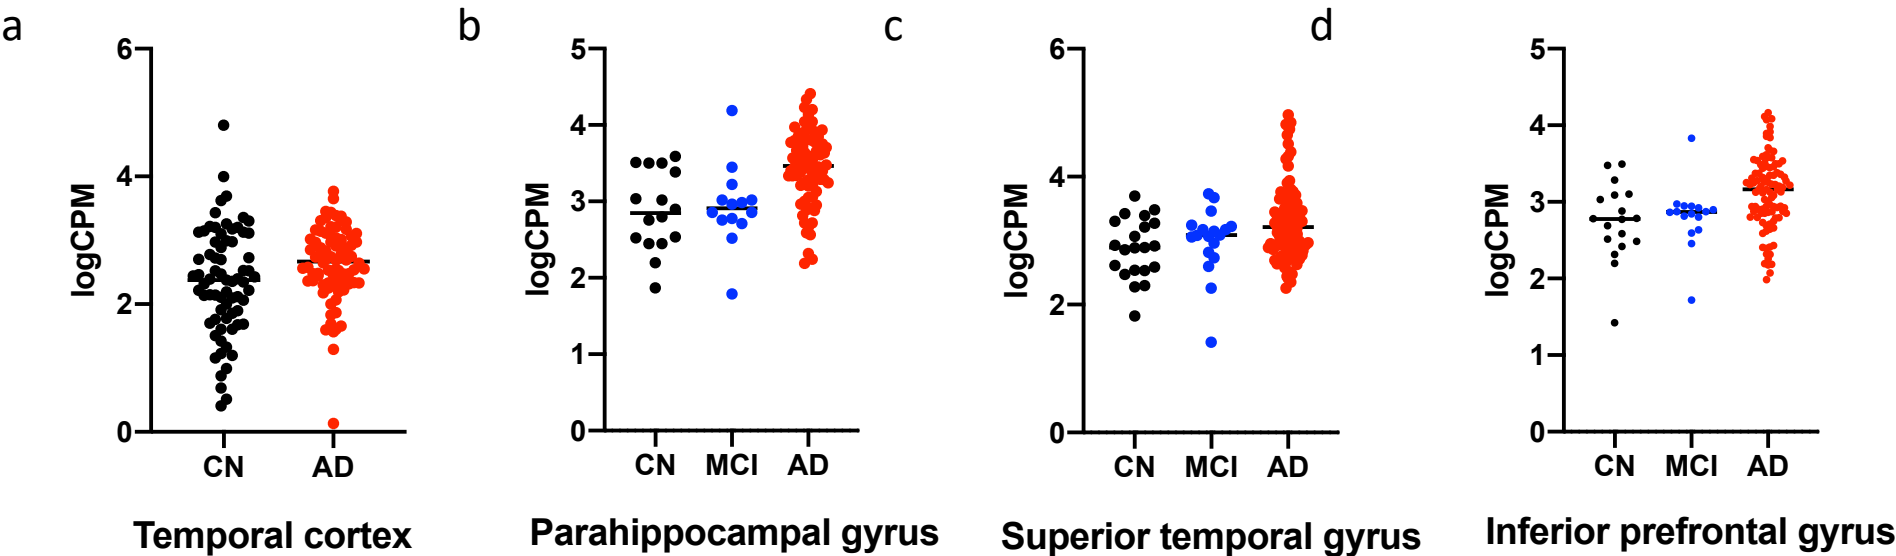 a
6
4
2
0
logCPM
CN AD
Temporal cortex
b
5
4
3
2
1
0
logCPM
CN MCI AD
Parahippocampal gyrus
c
6
4
2
0
logCPM
CN MCI AD
Superior temporal gyrus
d
5
4
3
2
1
0
logCPM
CN MCI AD
Inferior prefrontal gyrus